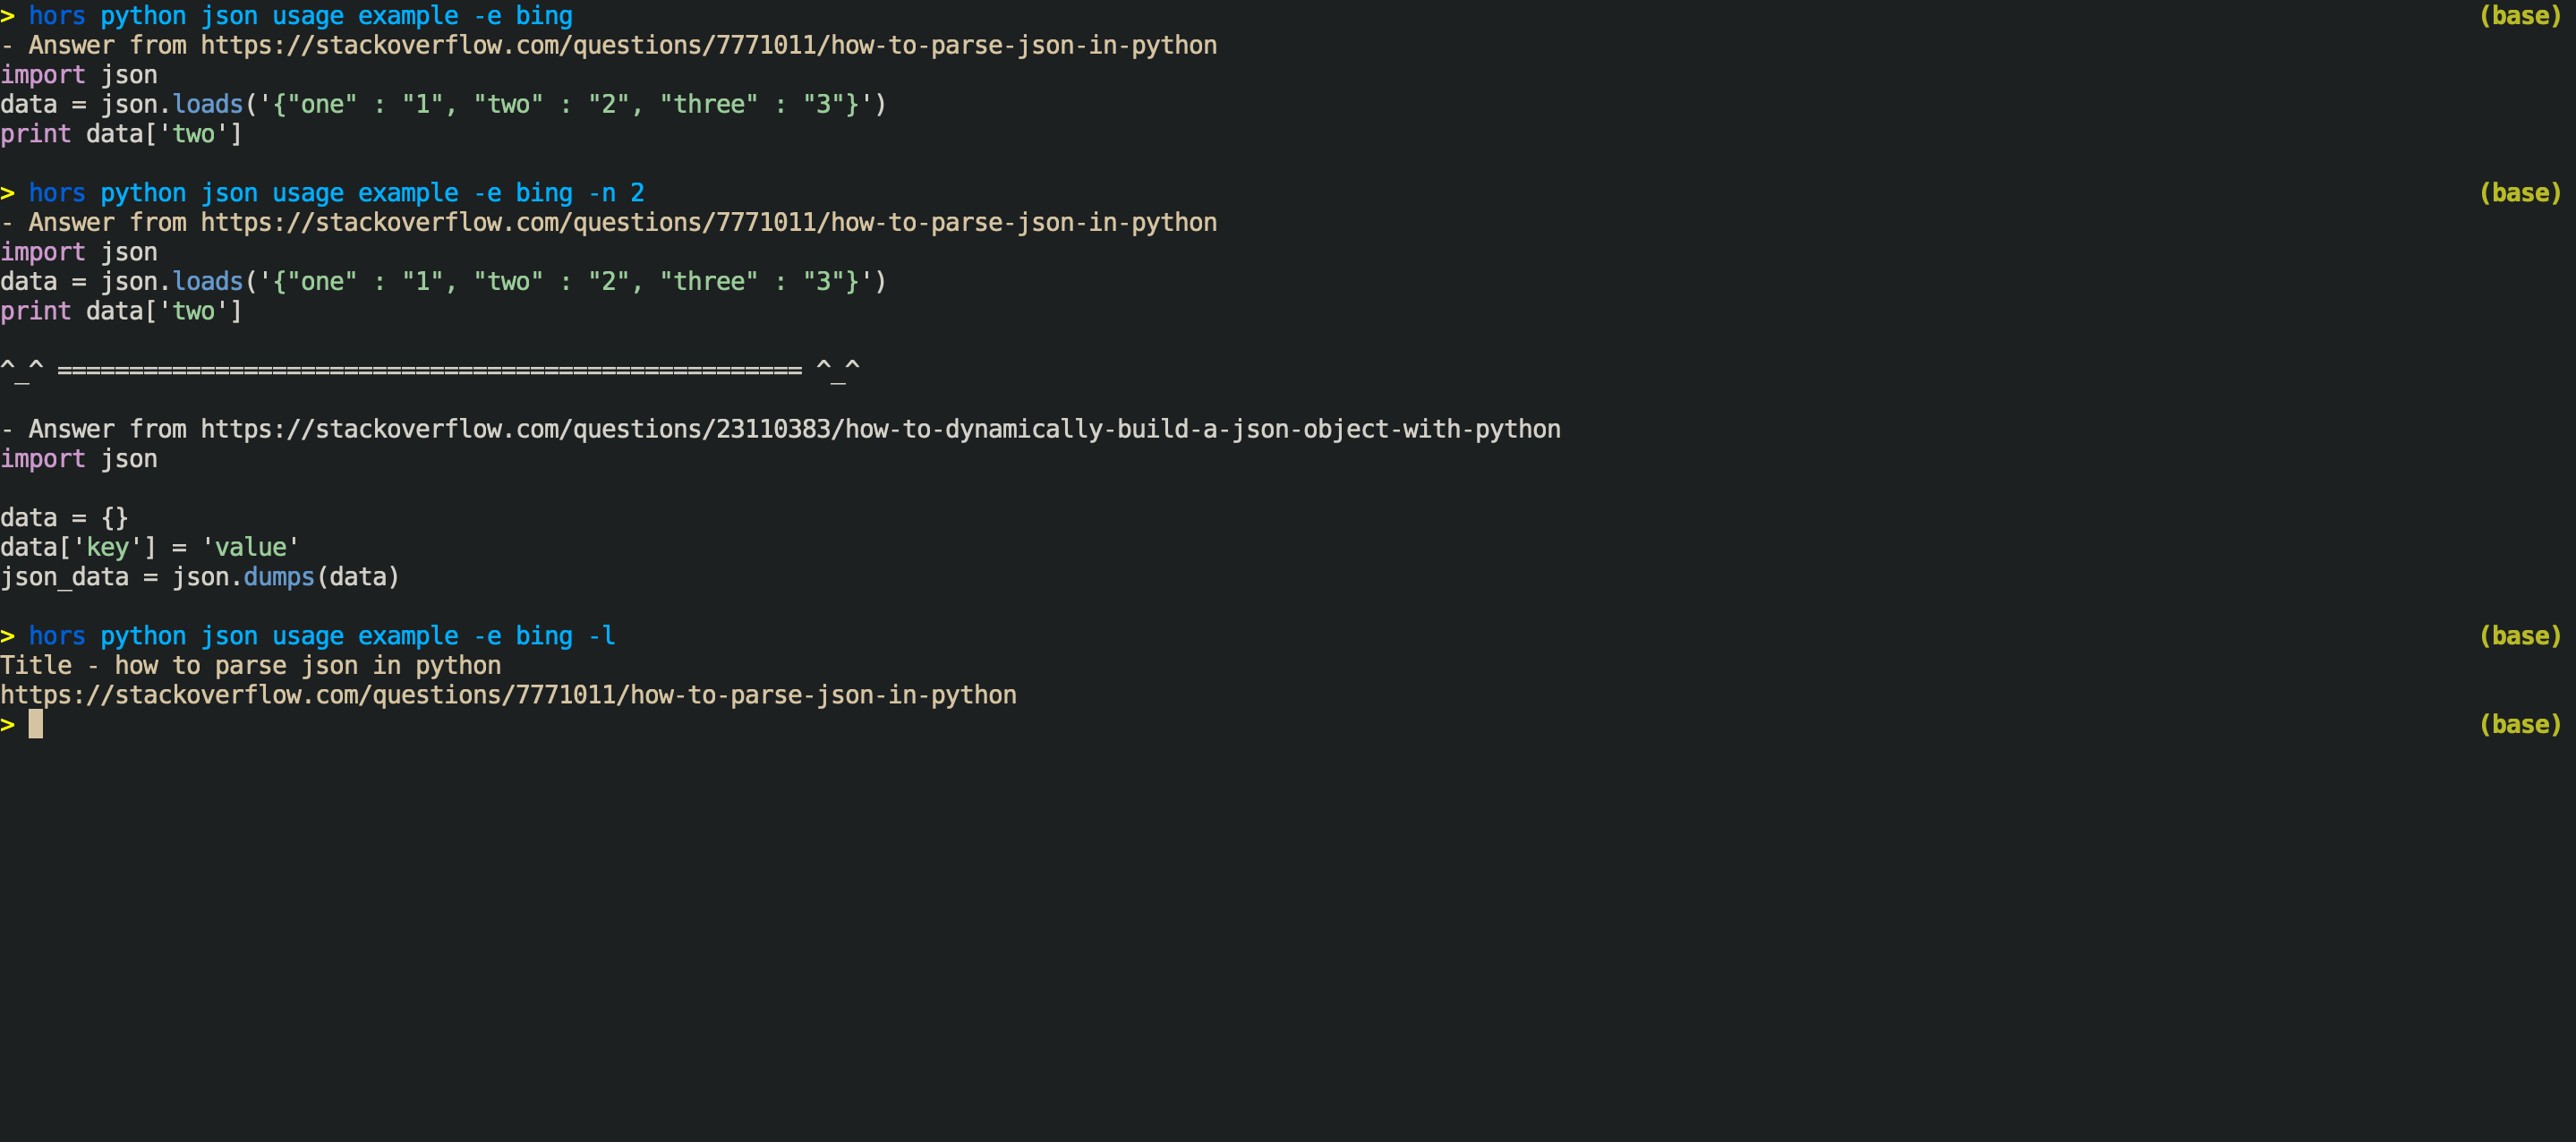 > hors python json usage example -e bing (base)
- Answer from https://stackoverflow.com/questions/7771011/how-to-parse-json-in-python
import json
data = json.loads('{"one" : "1", "two" : "2", "three" : "3"}')
print data['two']
> hors python json usage example -e bing -n 2 (base)
- Answer from https://stackoverflow.com/questions/7771011/how-to-parse-json-in-python
import json
data = json.loads('{"one" : "1", "two" : "2", "three" : "3"}')
print data['two']
^_^ ==================================================== ^_^
- Answer from https://stackoverflow.com/questions/23110383/how-to-dynamically-build-a-json-object-with-python
import json
data = {}
data['key'] = 'value'
json_data = json.dumps(data)
> hors python json usage example -e bing -l (base)
Title - how to parse json in python
https://stackoverflow.com/questions/7771011/how-to-parse-json-in-python
> (base)